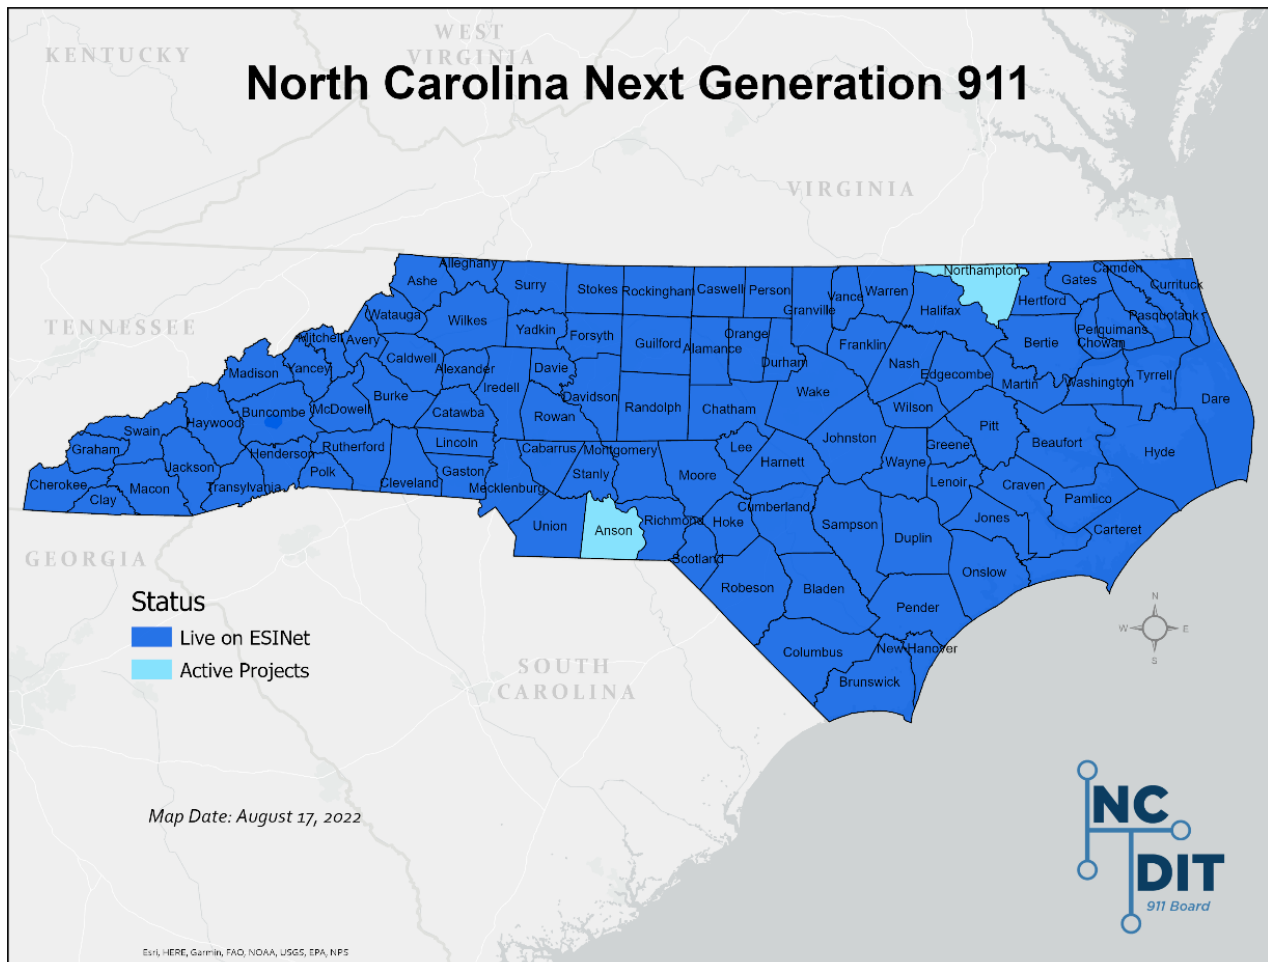 KENTUCKY
WEST
VIRGINIA
North Carolina Next Generation 911
VIRGINIA
TENNESSEE
Alleghany
Ashe
Surry
Stokes
Rockingham
Caswell
Person
Granville
Vance
Warren
Halifax
Northampton
Hertford
Gates
Camden
Currituck
Pasquotank
Perquimans
Chowan
Bertie
Watauga
Wilkes
Yadkin
Forsyth
Guilford
Alamance
Orange
Durham
Franklin
Nash
Edgecombe
Martin
Washington
Tyrrell
Dare
Mitchell
Avery
Caldwell
Alexander
Iredell
Davie
Davidson
Randolph
Chatham
Wake
Wilson
Pitt
Beaufort
Hyde
Madison
Yancey
Burke
McDowell
Catawba
Rowan
Buncombe
Haywood
Swain
Graham
Cherokee
Clay
Macon
Jackson
Transylvania
Henderson
Polk
Rutherford
Cleveland
Lincoln
Gaston
Mecklenburg
Cabarrus
Stanly
Montgomery
Moore
Lee
Harnett
Johnston
Wayne
Greene
Lenoir
Craven
Pamlico
Carteret
Jones
Union
Anson
Richmond
Scotland
Hoke
Cumberland
Sampson
Duplin
Onslow
Robeson
Bladen
Pender
Columbus
New Hanover
Brunswick
GEORGIA
SOUTH
CAROLINA
Status
Live on ESINet
Active Projects
N
W
E
S
Map Date: August 17, 2022
NC
DIT
911 Board
Esri, HERE, Garmin, FAO, NOAA, USGS, EPA, NPS